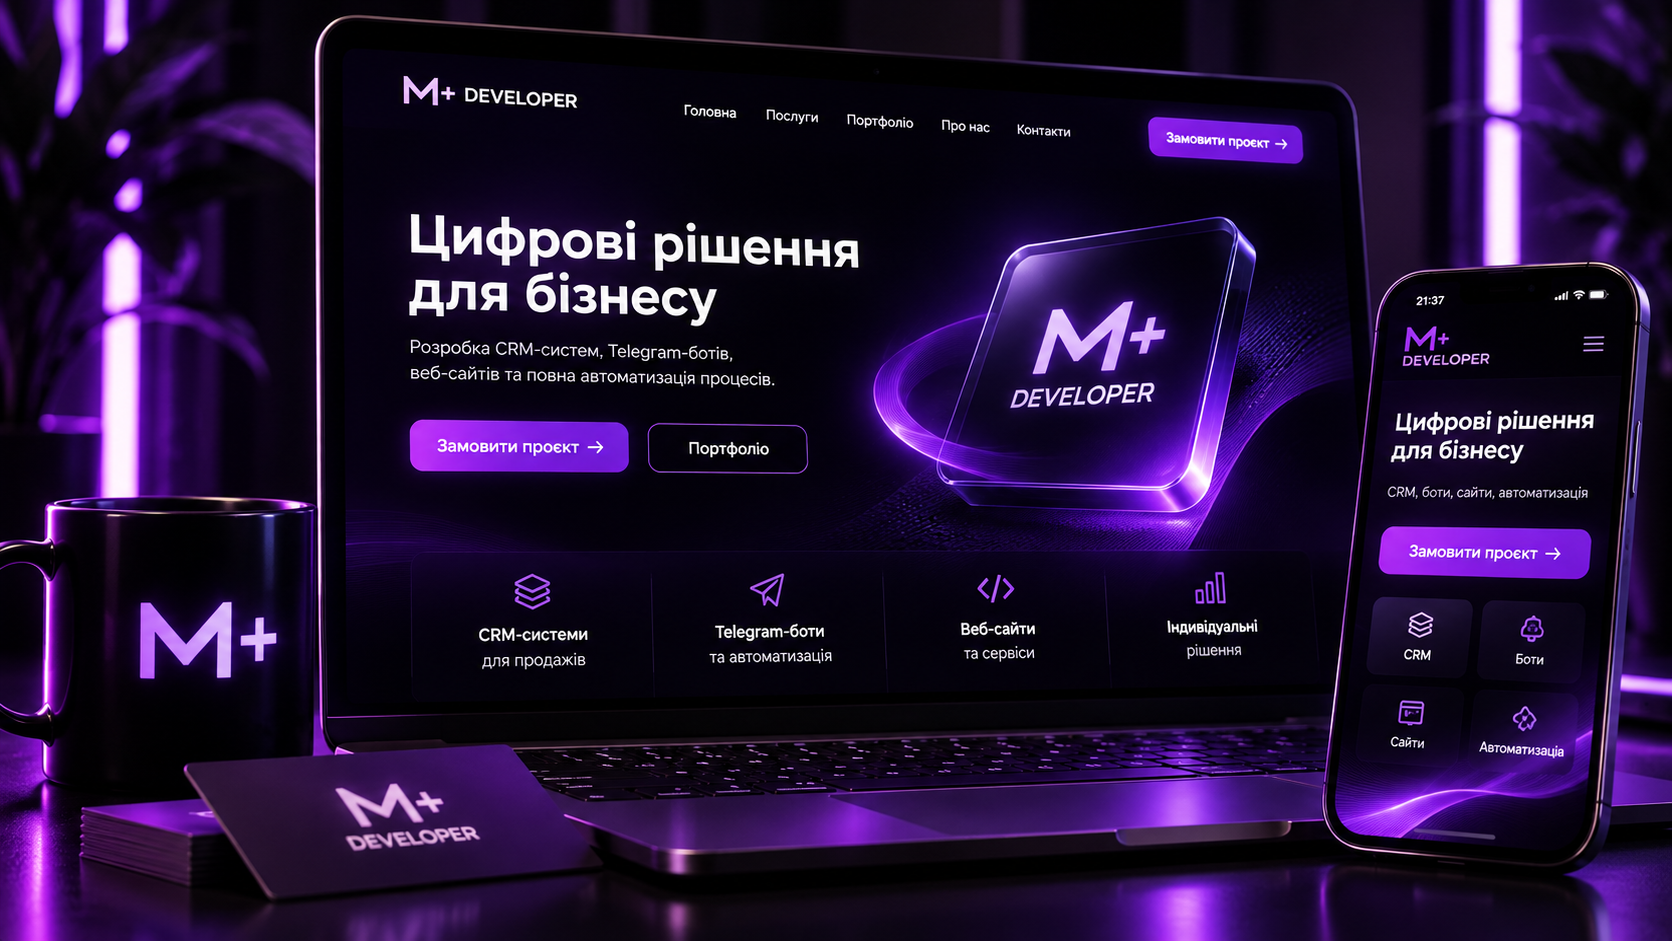 M+ DEVELOPER
Головна
Послуги
Портфоліо
Про нас
Контакти
Замовити проєкт →
Цифрові рішення
для бізнесу
Розробка CRM-систем, Telegram-ботів,
веб-сайтів та повна автоматизація процесів.
Замовити проєкт →
Портфоліо
M+
DEVELOPER
CRM-системи
для продажів
Telegram-боти
та автоматизація
Веб-сайти
та сервіси
Індивідуальні
рішення
21:37
M+
DEVELOPER
Цифрові рішення
для бізнесу
CRM, боти, сайти, автоматизація
Замовити проєкт →
CRM
Боти
Сайти
Автоматизація
M+
M+
DEVELOPER